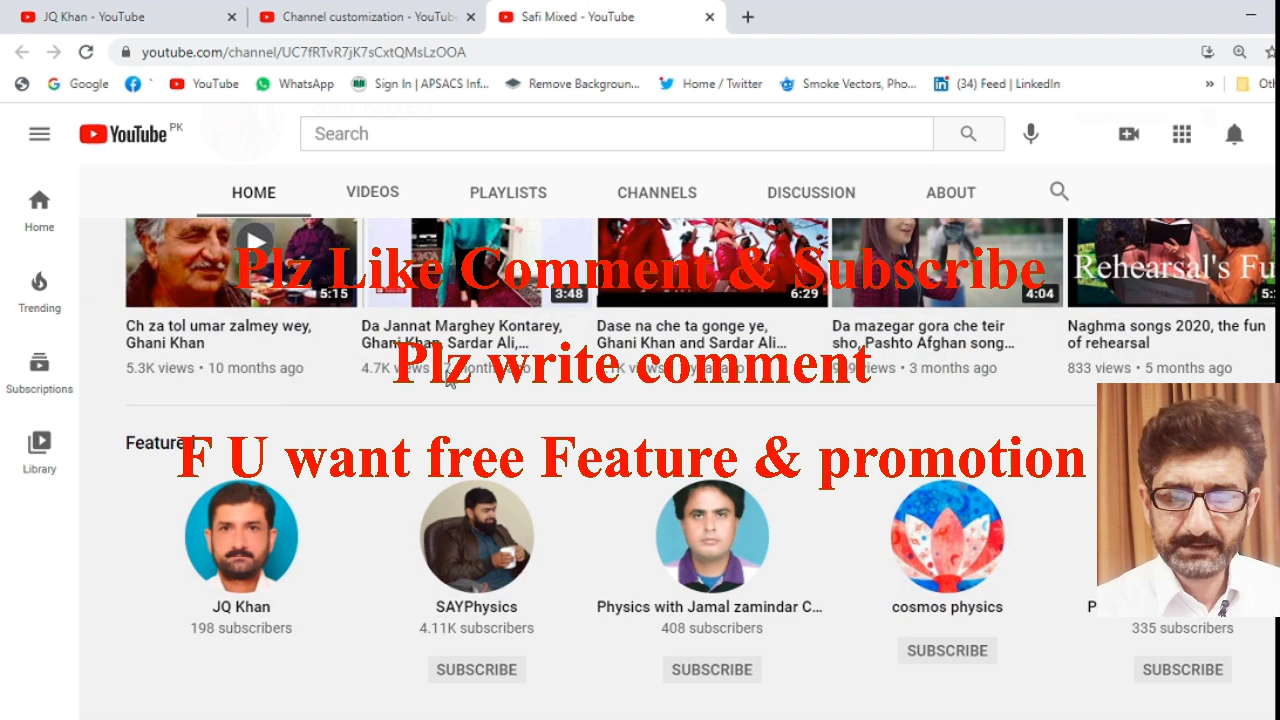 JQ Khan - YouTube
Channel customization - YouTube
Safi Mixed - YouTube
youtube.com/channel/UC7fRTvR7jK7sCxtQMsLzOOA
Google
YouTube
WhatsApp
Sign In | APSACS Inf...
Remove Backgroun...
Home / Twitter
Smoke Vectors, Pho...
(34) Feed | LinkedIn
Safi Mixed
YouTube PK
Search
HOME
VIDEOS
PLAYLISTS
CHANNELS
DISCUSSION
ABOUT
Home
Trending
Subscriptions
Library
Plz Like Comment & Subscribe
Rehearsal's Fu
5:15
3:48
6:29
4:04
Ch za tol umar zalmey wey,
Ghani Khan
5.3K views • 10 months ago
Da Jannat Marghey Kontarey,
Ghani Khan, Sardar Ali,...
4.7K views
months ago
Dase na che ta gonge ye,
Ghani Khan and Sardar Ali...
Da mazegar gora che teir
sho, Pashto Afghan song...
views • 3 months ago
Naghma songs 2020, the fun
of rehearsal
833 views • 5 months ago
Plz write comment
Featured
F U want free Feature & promotion
JQ Khan
198 subscribers
SAYPhysics
4.11K subscribers
SUBSCRIBE
Physics with Jamal zamindar C...
408 subscribers
SUBSCRIBE
cosmos physics
SUBSCRIBE
335 subscribers
SUBSCRIBE